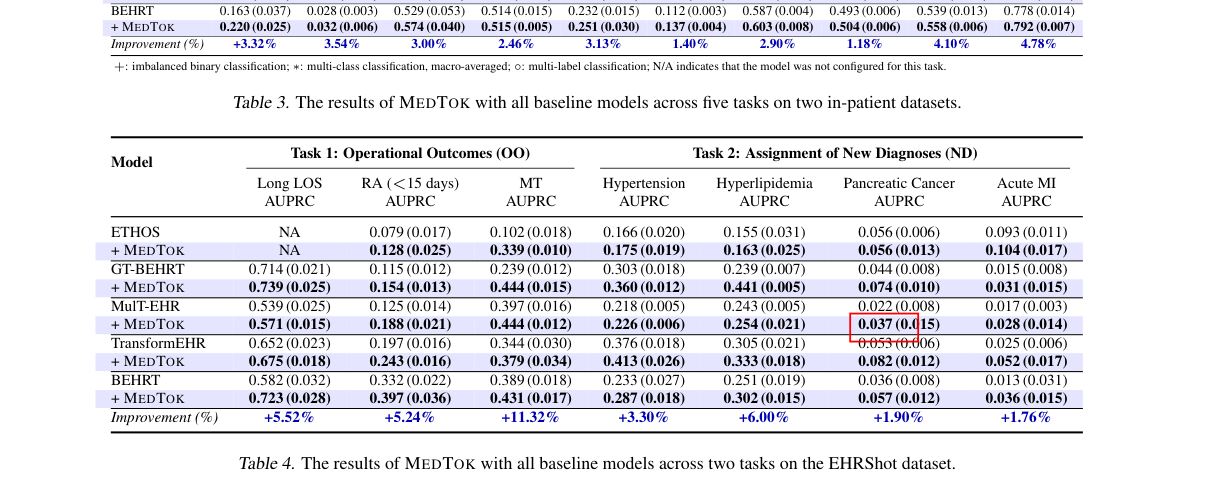 BEHRT 0.163 (0.037) 0.028 (0.003) 0.529 (0.053) 0.514 (0.015) 0.232 (0.015) 0.112 (0.003) 0.587 (0.004) 0.493 (0.006) 0.539 (0.013) 0.778 (0.014)
+ MEDTOK 0.220 (0.025) 0.032 (0.006) 0.574 (0.040) 0.515 (0.005) 0.251 (0.030) 0.137 (0.004) 0.603 (0.008) 0.504 (0.006) 0.558 (0.006) 0.792 (0.007)
Improvement (%) +3.32% 3.54% 3.00% 2.46% 3.13% 1.40% 2.90% 1.18% 4.10% 4.78%
+: imbalanced binary classification; *: multi-class classification, macro-averaged; ○: multi-label classification; N/A indicates that the model was not configured for this task.
Table 3. The results of MEDTOK with all baseline models across five tasks on two in-patient datasets.
Model Task 1: Operational Outcomes (OO) Task 2: Assignment of New Diagnoses (ND)
Long LOS RA (<15 days) MT Hypertension Hyperlipidemia Pancreatic Cancer Acute MI
AUPRC AUPRC AUPRC AUPRC AUPRC AUPRC AUPRC
ETHOS NA 0.079 (0.017) 0.102 (0.018) 0.166 (0.020) 0.155 (0.031) 0.056 (0.006) 0.093 (0.011)
+ MEDTOK NA 0.128 (0.025) 0.339 (0.010) 0.175 (0.019) 0.163 (0.025) 0.056 (0.013) 0.104 (0.017)
GT-BEHRT 0.714 (0.021) 0.115 (0.012) 0.239 (0.012) 0.303 (0.018) 0.239 (0.007) 0.044 (0.008) 0.015 (0.008)
+ MEDTOK 0.739 (0.025) 0.154 (0.013) 0.444 (0.015) 0.360 (0.012) 0.441 (0.005) 0.074 (0.010) 0.031 (0.015)
MulT-EHR 0.539 (0.025) 0.125 (0.014) 0.397 (0.016) 0.218 (0.005) 0.243 (0.005) 0.022 (0.008) 0.017 (0.003)
+ MEDTOK 0.571 (0.015) 0.188 (0.021) 0.444 (0.012) 0.226 (0.006) 0.254 (0.021) 0.037 (0.015) 0.028 (0.014)
TransformEHR 0.652 (0.023) 0.197 (0.016) 0.344 (0.030) 0.376 (0.018) 0.305 (0.021) 0.053 (0.006) 0.025 (0.006)
+ MEDTOK 0.675 (0.018) 0.243 (0.016) 0.379 (0.034) 0.413 (0.026) 0.333 (0.018) 0.082 (0.012) 0.052 (0.017)
BEHRT 0.582 (0.032) 0.332 (0.022) 0.389 (0.018) 0.233 (0.027) 0.251 (0.019) 0.036 (0.008) 0.013 (0.031)
+ MEDTOK 0.723 (0.028) 0.397 (0.036) 0.431 (0.017) 0.287 (0.018) 0.302 (0.015) 0.057 (0.012) 0.036 (0.015)
Improvement (%) +5.52% +5.24% +11.32% +3.30% +6.00% +1.90% +1.76%
Table 4. The results of MEDTOK with all baseline models across two tasks on the EHRShot dataset.